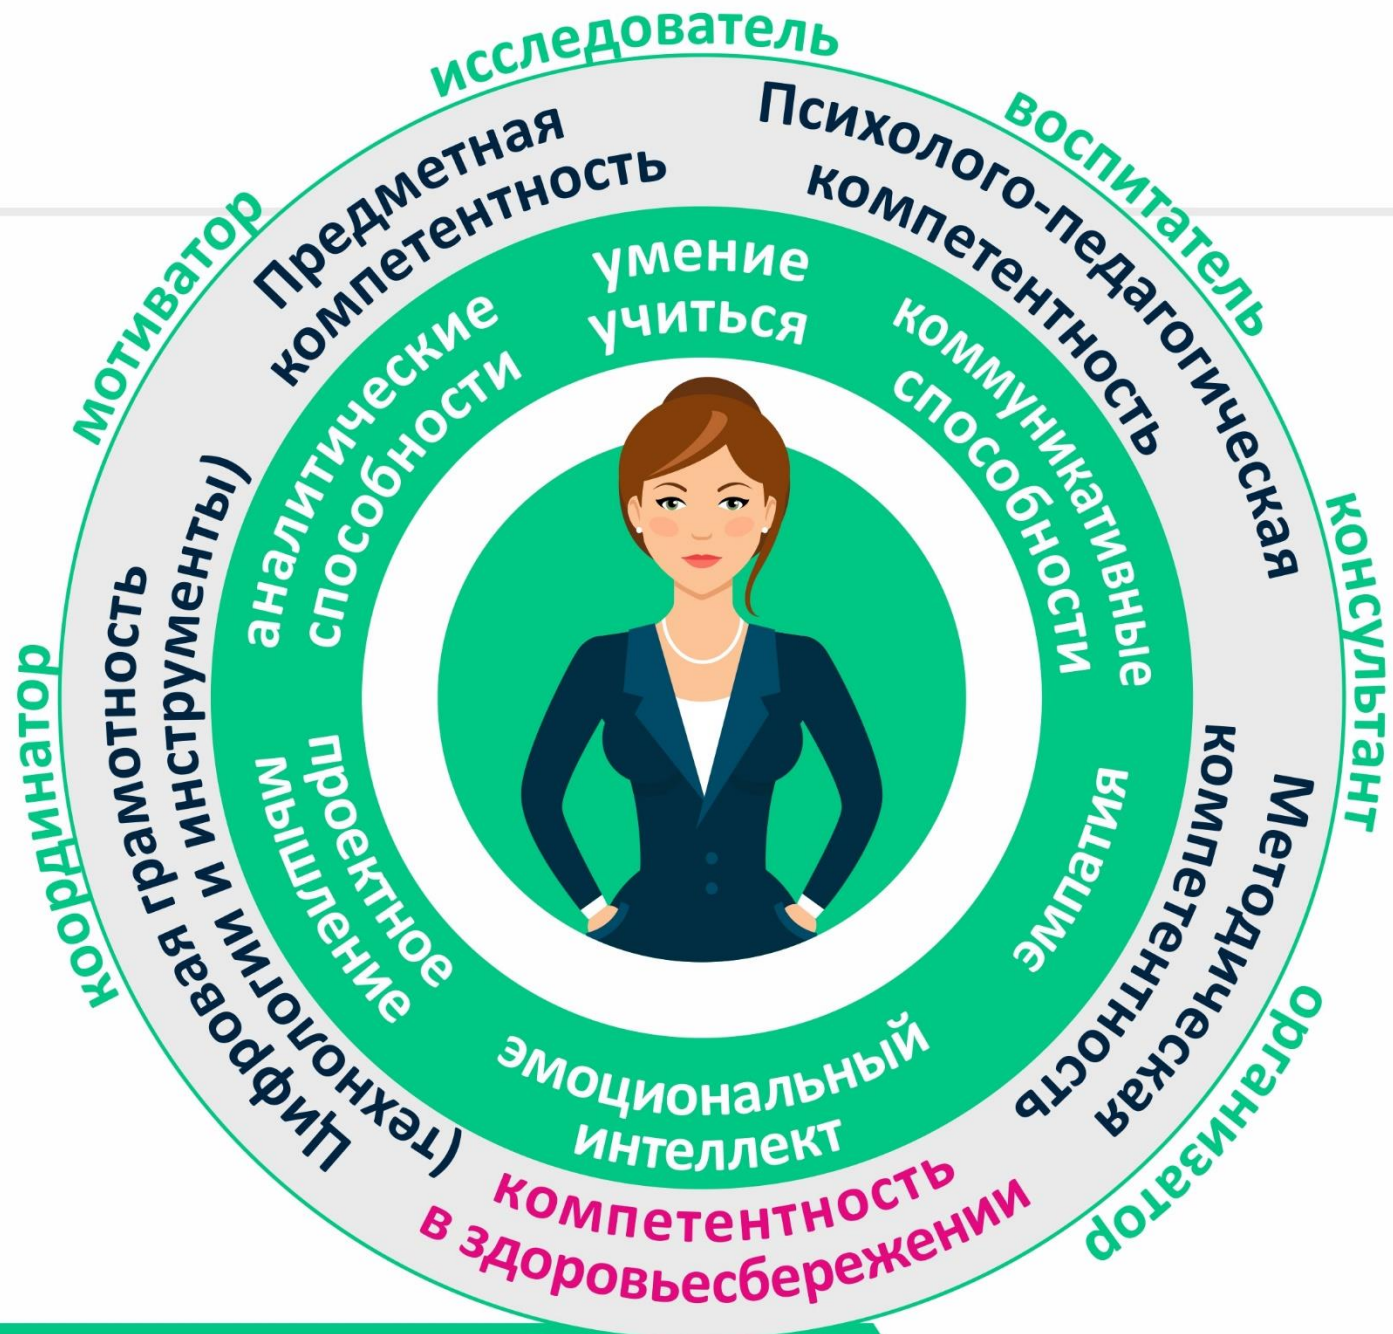 исследователь
воспитатель
консультант
организатор
координатор
мотиватор
Предметная
компетентность
Психолого-педагогическая
компетентность
Методическая
компетентность
компетентность
в здоровьесбережении
Цифровая грамотность
(технологии и инструменты)
умение
учиться
коммуникативные
способности
эмпатия
эмоциональный
интеллект
проектное
мышление
аналитические
способности